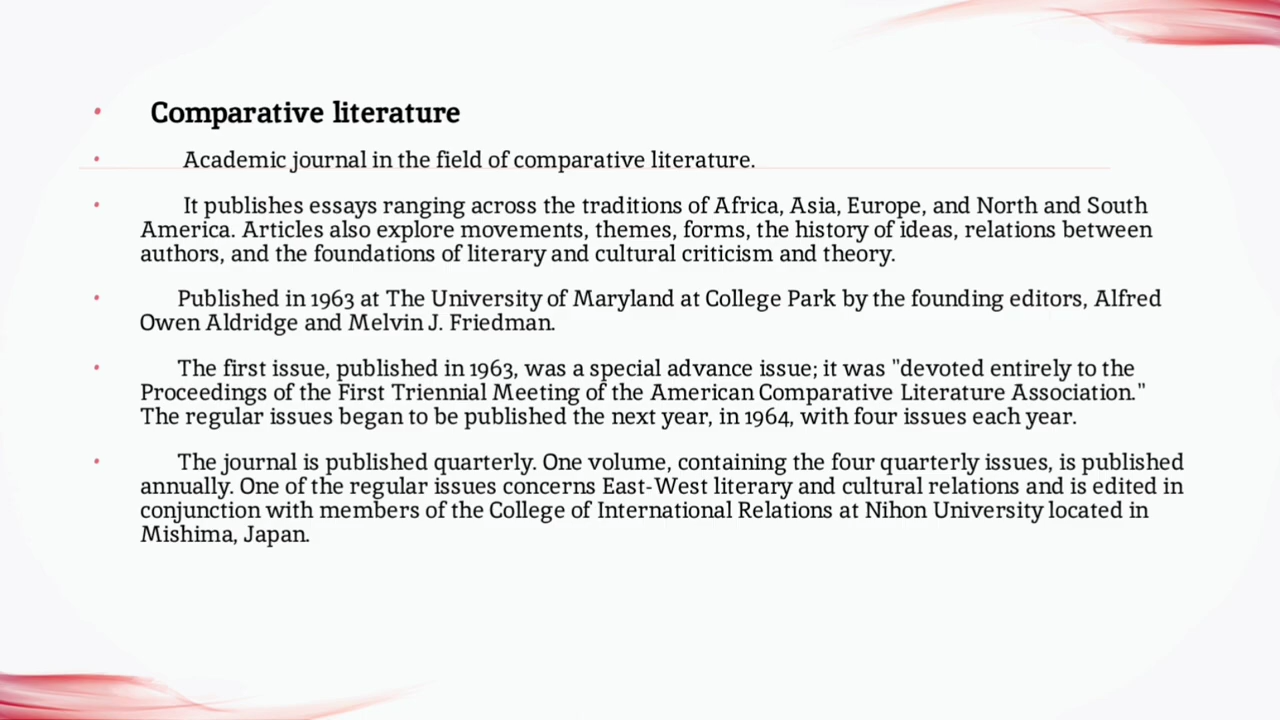 Comparative literature
Academic journal in the field of comparative literature.
It publishes essays ranging across the traditions of Africa, Asia, Europe, and North and South
America. Articles also explore movements, themes, forms, the history of ideas, relations between
authors, and the foundations of literary and cultural criticism and theory.
Published in 1963 at The University of Maryland at College Park by the founding editors, Alfred
Owen Aldridge and Melvin J. Friedman.
The first issue, published in 1963, was a special advance issue; it was "devoted entirely to the
Proceedings of the First Triennial Meeting of the American Comparative Literature Association."
The regular issues began to be published the next year, in 1964, with four issues each year.
The journal is published quarterly. One volume, containing the four quarterly issues, is published
annually. One of the regular issues concerns East-West literary and cultural relations and is edited in
conjunction with members of the College of International Relations at Nihon University located in
Mishima, Japan.